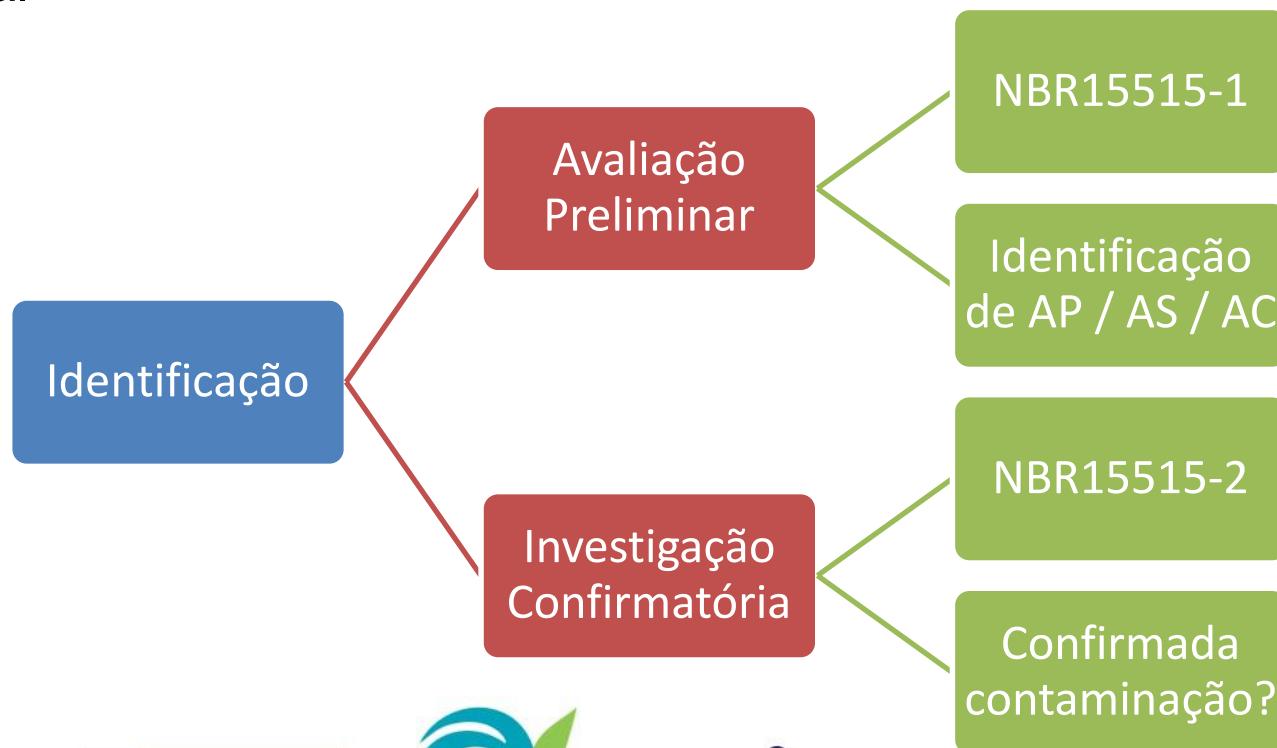 Identificação
Avaliação
Preliminar
NBR15515-1
Identificação
de AP / AS / AC
Investigação
Confirmatória
NBR15515-2
Confirmada
contaminação?